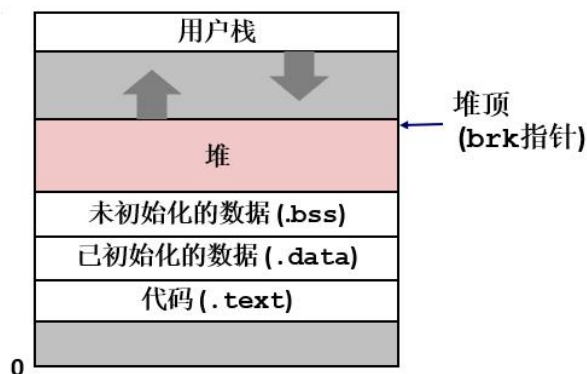 用户栈
堆顶
(brk指针)
堆
未初始化的数据(.bss)
已初始化的数据(.data)
代码(.text)
0